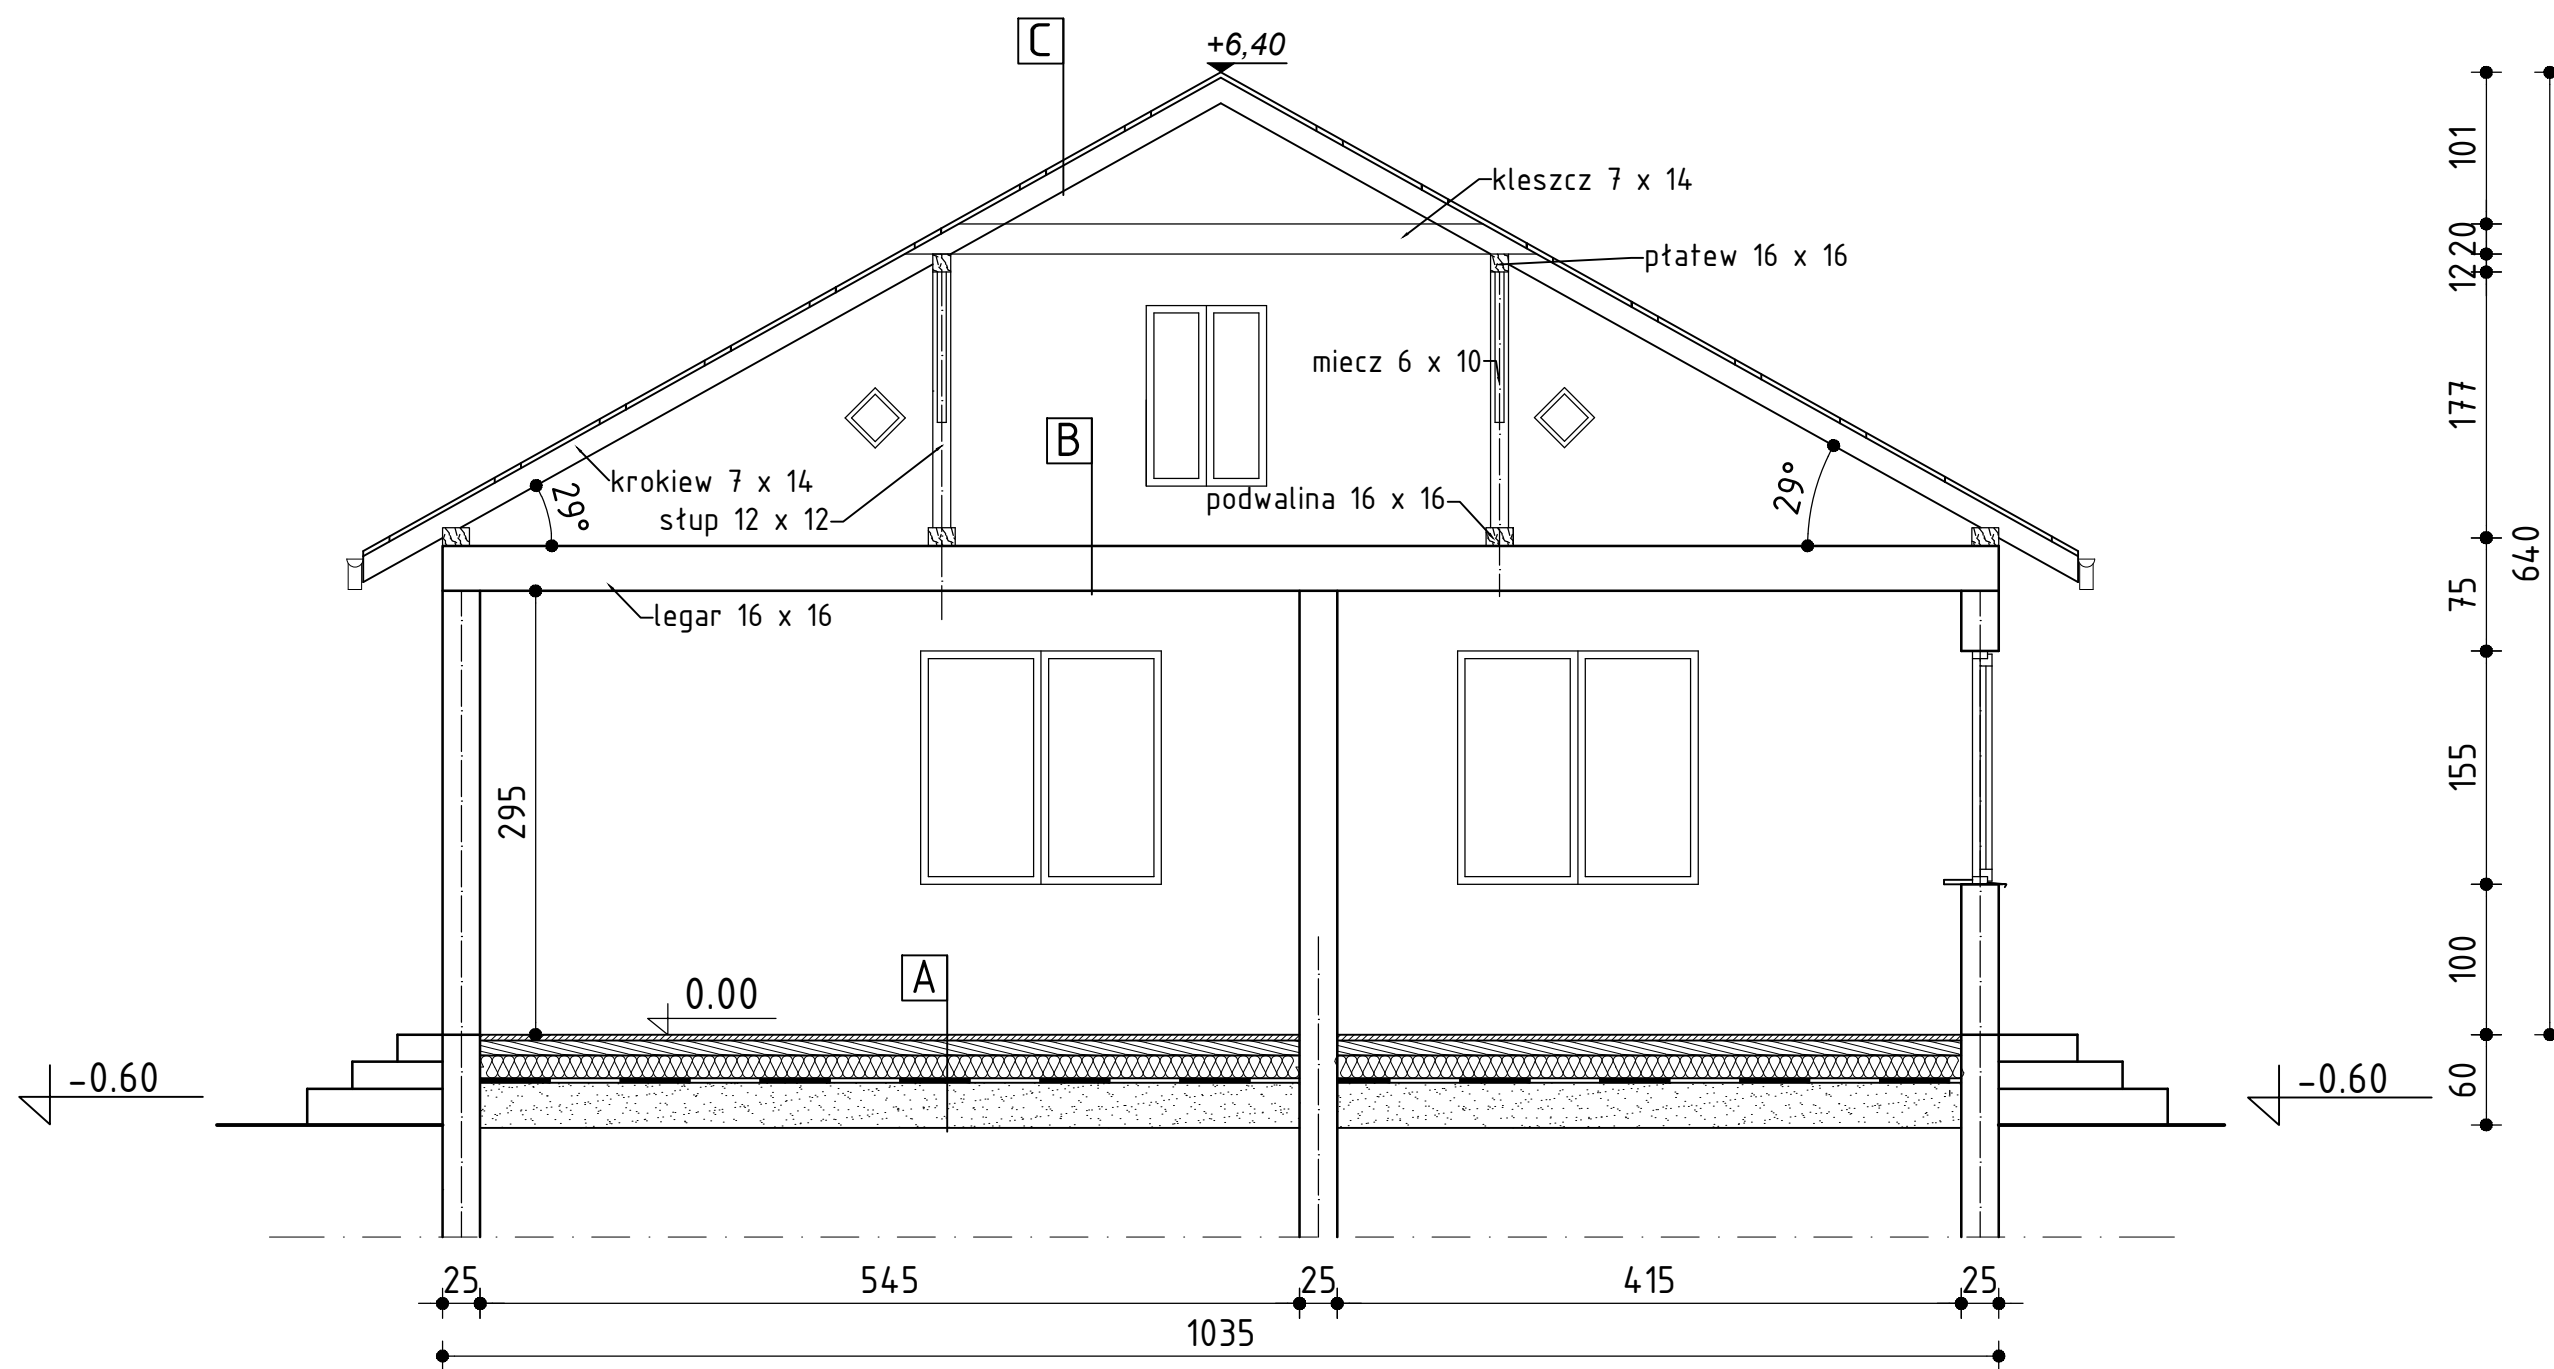 C
+6,40
kleszcz 7 x 14
płatew 16 x 16
miecz 6 x 10
B
krokiew 7 x 14
29°
słup 12 x 12
podwalina 16 x 16
29°
legar 16 x 16
295
A
0.00
-0.60
-0.60
101
20
12
177
75
155
100
60
640
25
545
25
415
25
1035